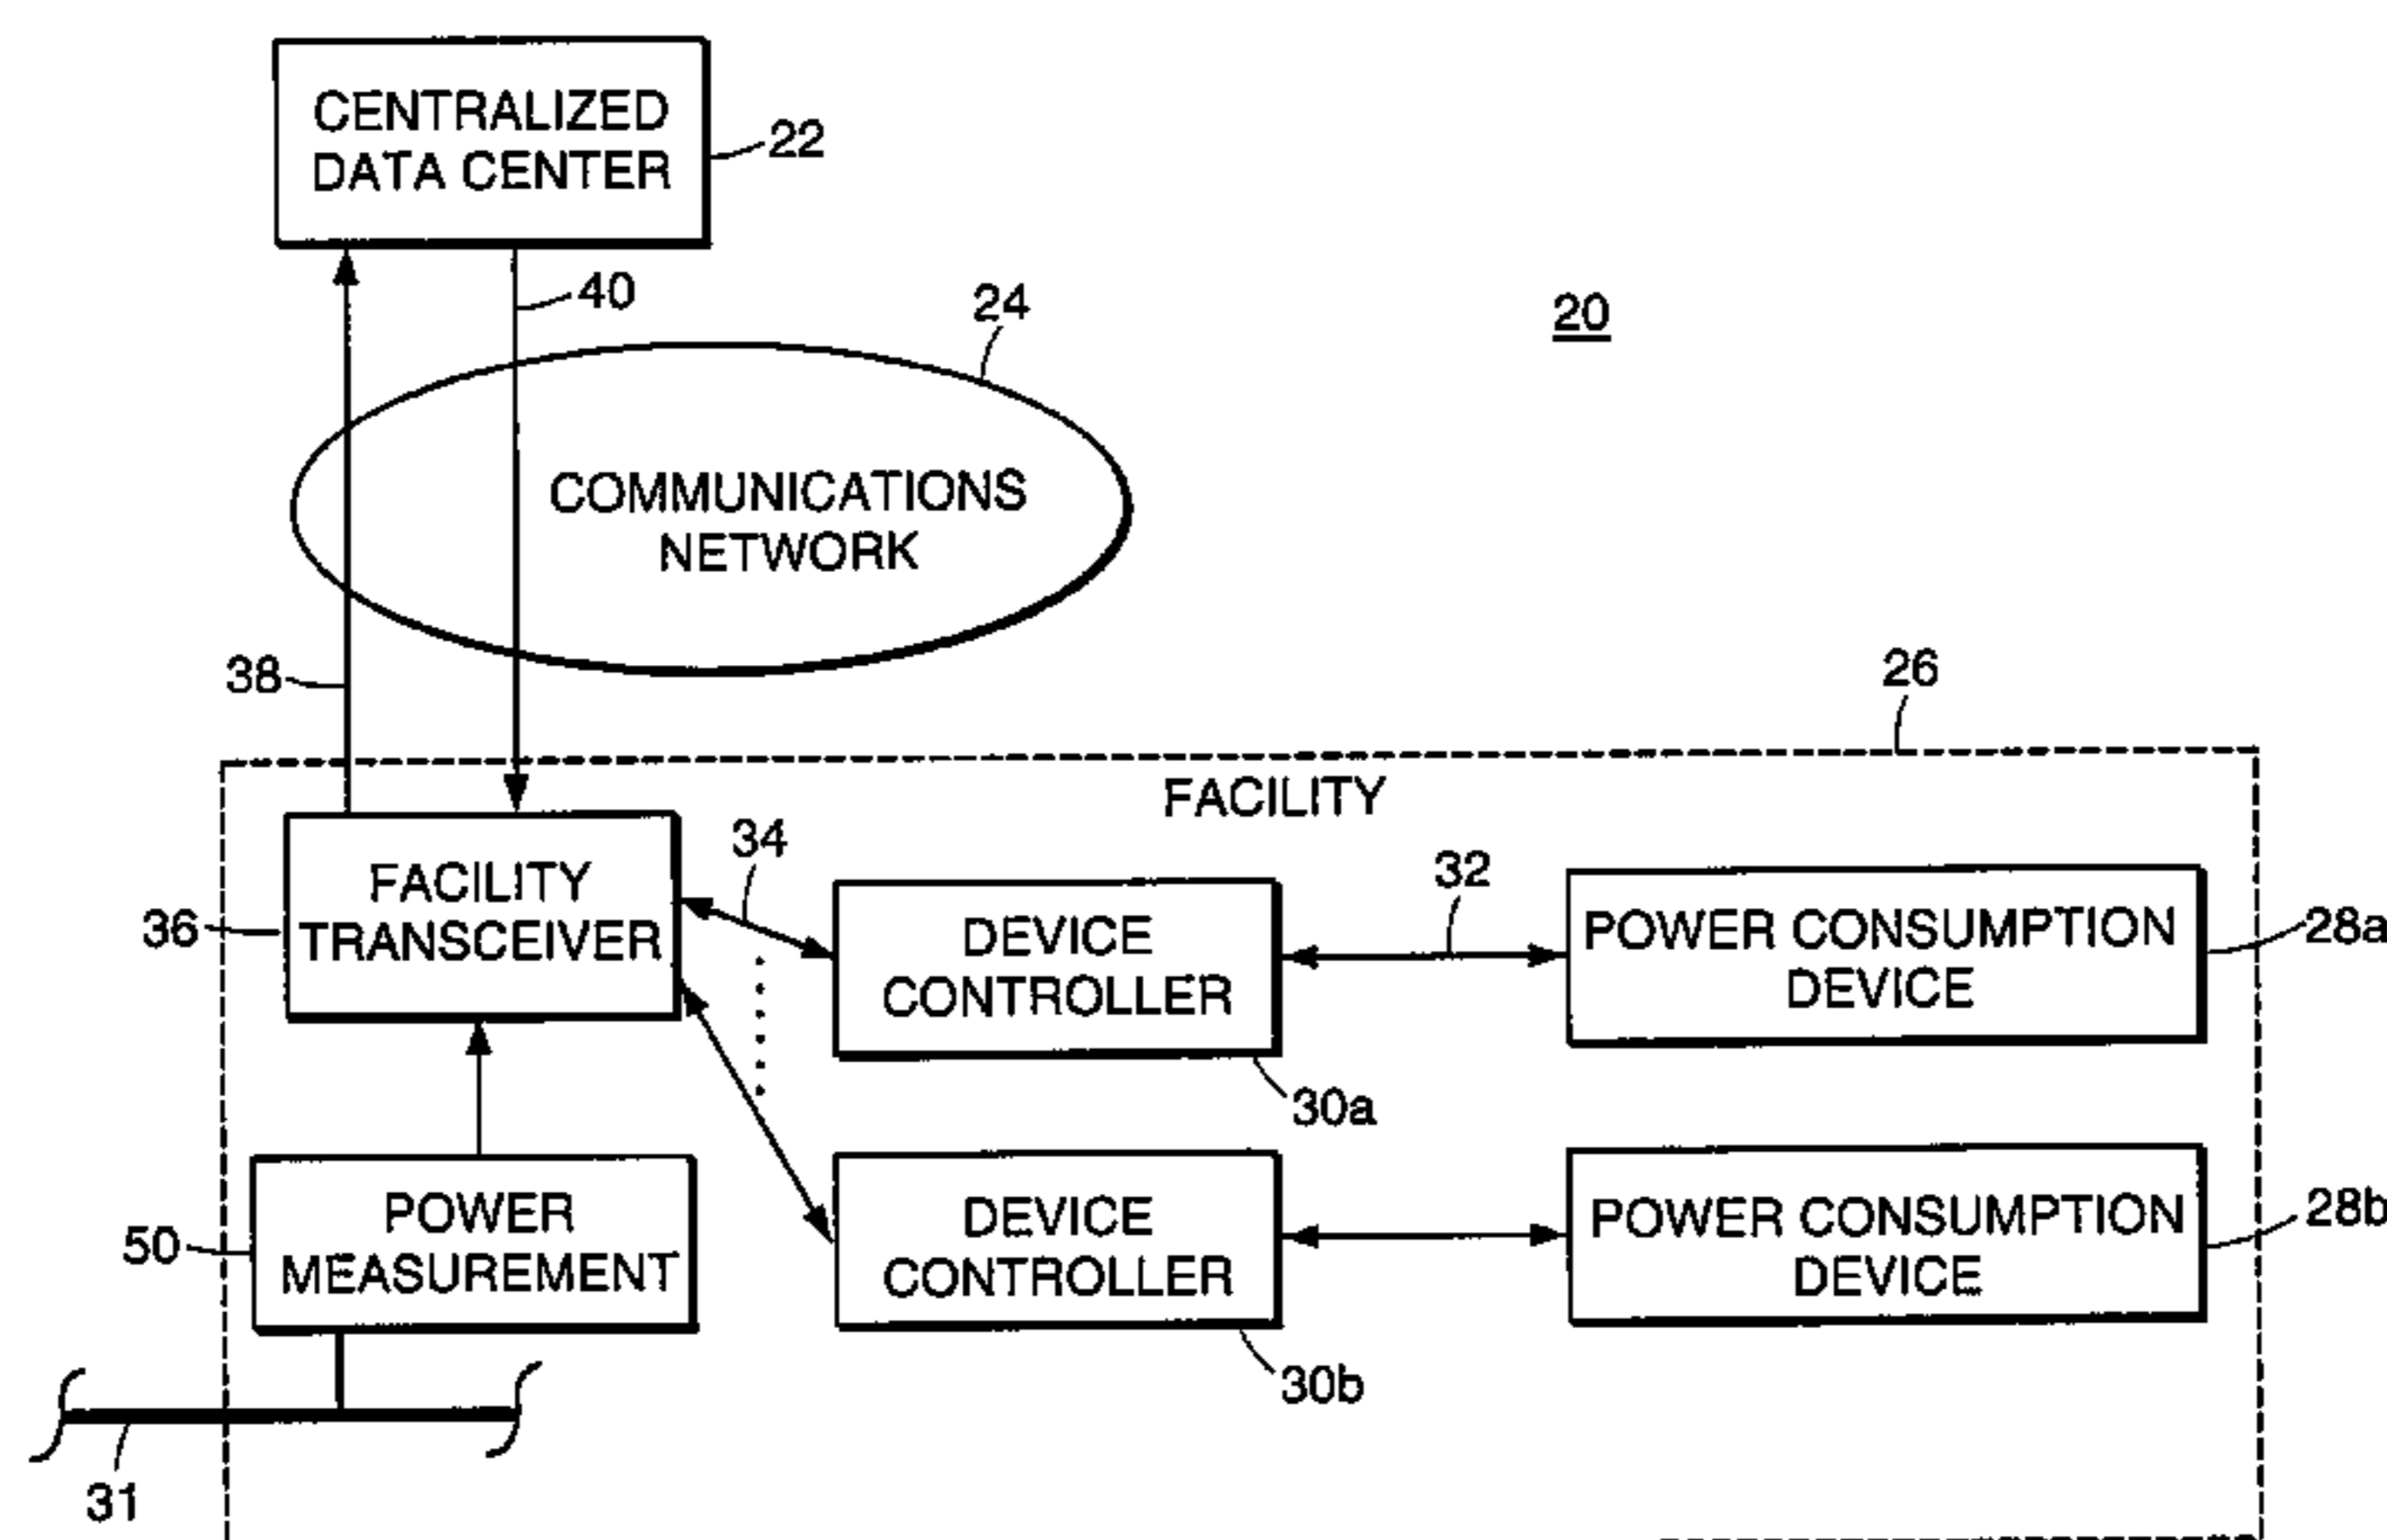 CENTRALIZED
DATA CENTER
22
40
24
20
COMMUNICATIONS
NETWORK
38
26
FACILITY
34
32
FACILITY
TRANSCEIVER
36
DEVICE
CONTROLLER
POWER CONSUMPTION
DEVICE
28a
30a
POWER
MEASUREMENT
50
DEVICE
CONTROLLER
POWER CONSUMPTION
DEVICE
28b
30b
31